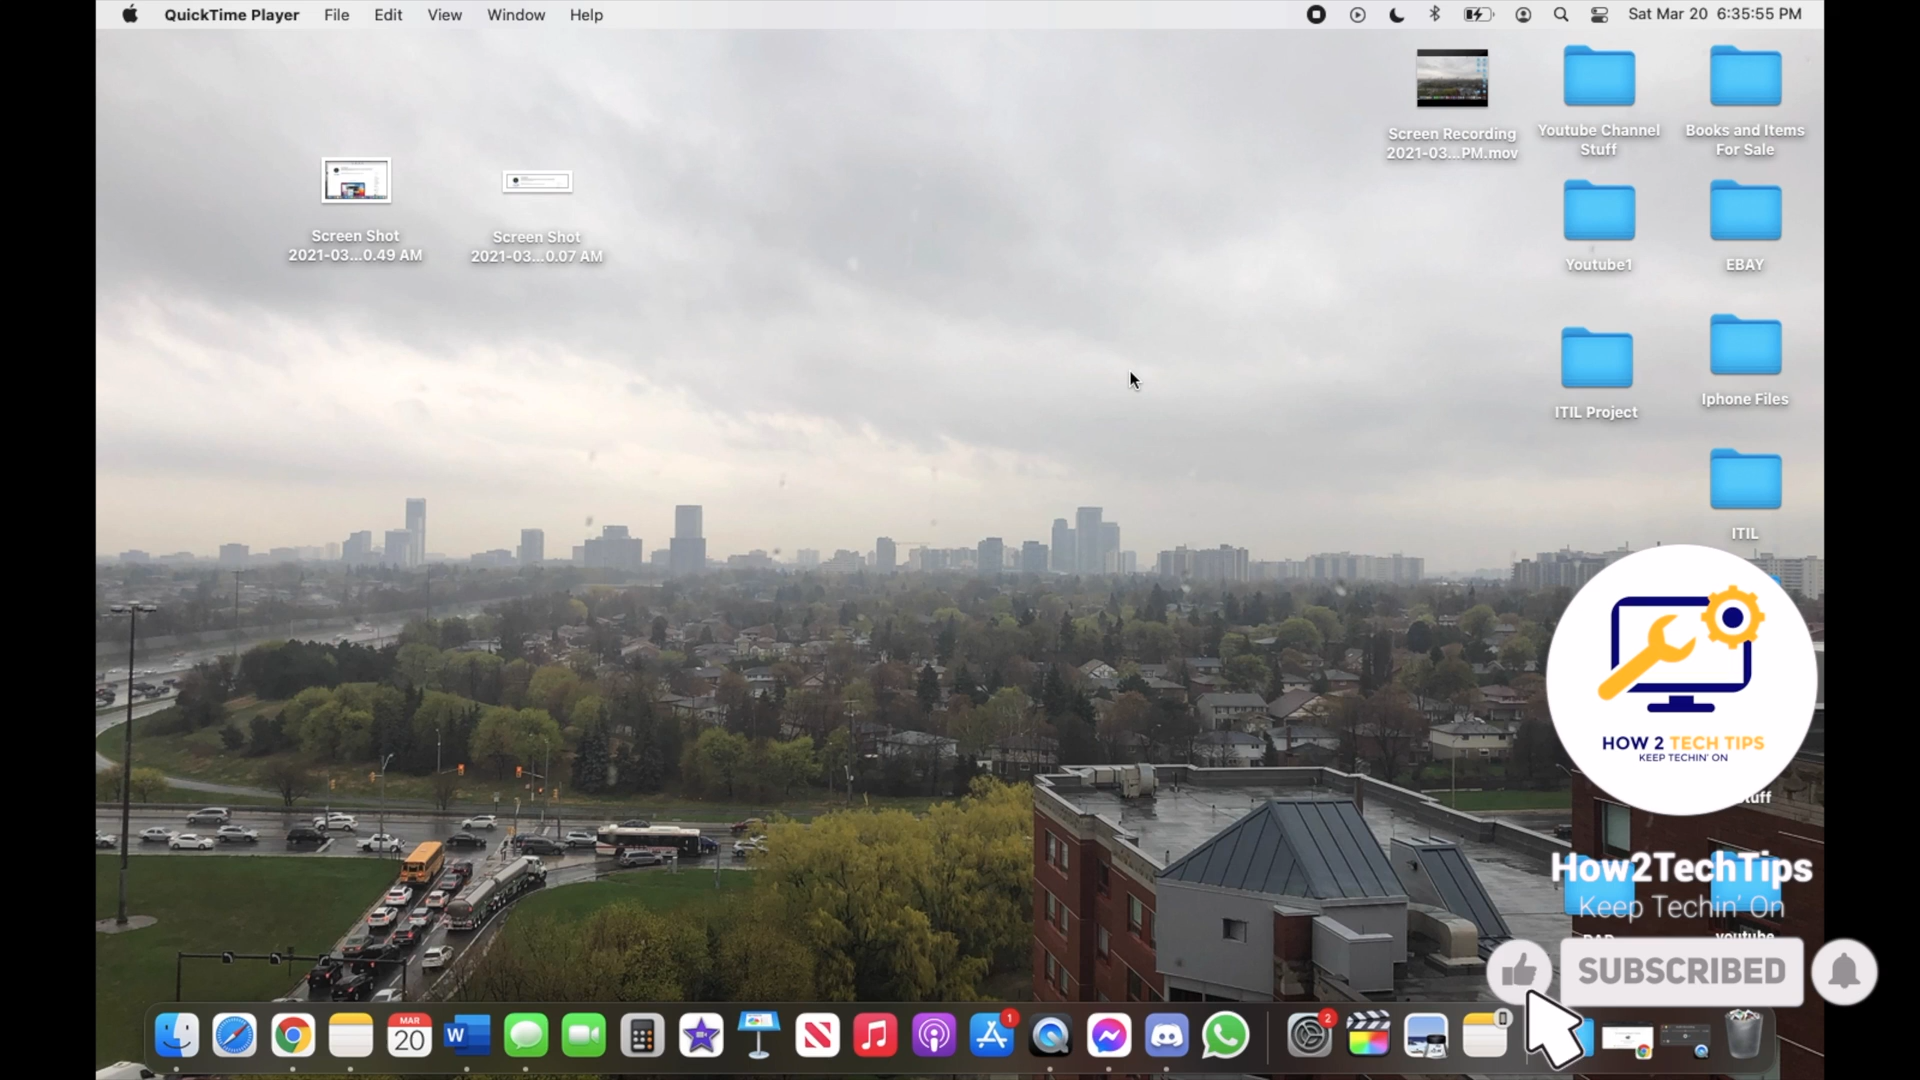 QuickTime Player File Edit View Window Help Sat Mar 20 6:35:55 PM
Screen Recording
2021-03...PM.mov
Youtube Channel
Stuff
Books and Items
For Sale
Screen Shot
2021-03...0.49 AM
Screen Shot
2021-03...0.07 AM
Youtube1
EBAY
ITIL Project
Iphone Files
ITIL
HOW 2 TECH TIPS
KEEP TECHIN' ON
How2TechTips
Keep Techin' On
youtube
SUBSCRIBED
MAR
20
W
1
2